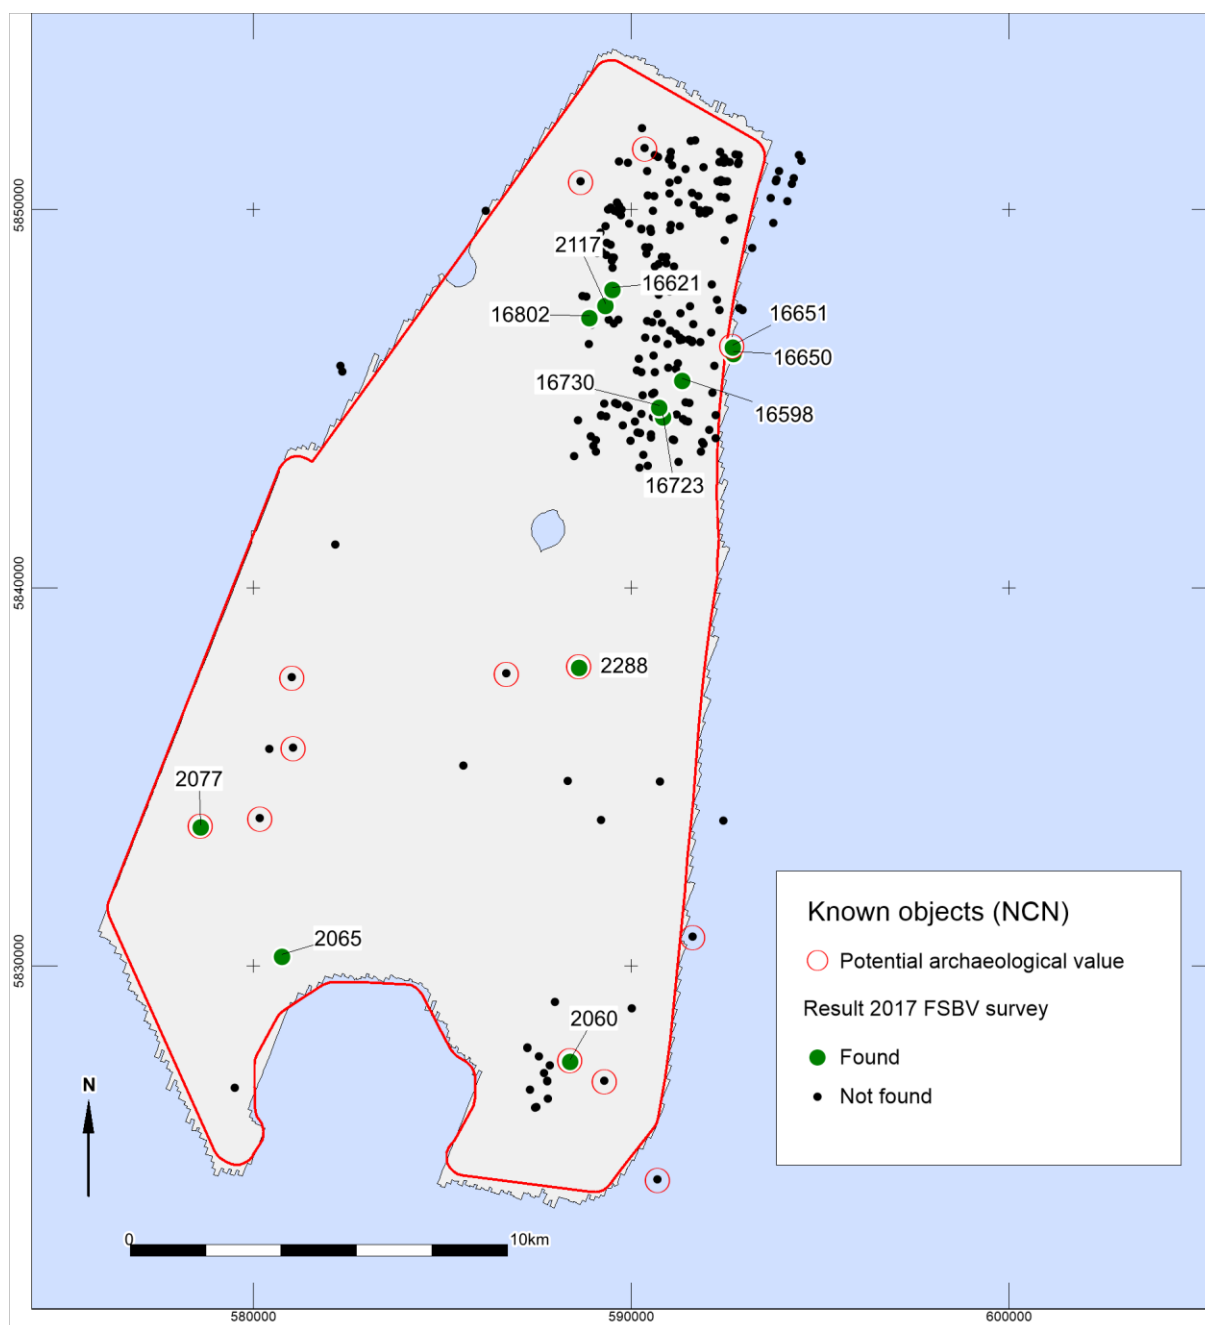 5850000
2117
16621
16802
16651
16650
16730
16598
16723
5840000
2288
2077
Known objects (NCN)
Potential archaeological value
2065
5830000
Result 2017 FSBV survey
2060
Found
N
Not found
0
10km
580000
590000
600000